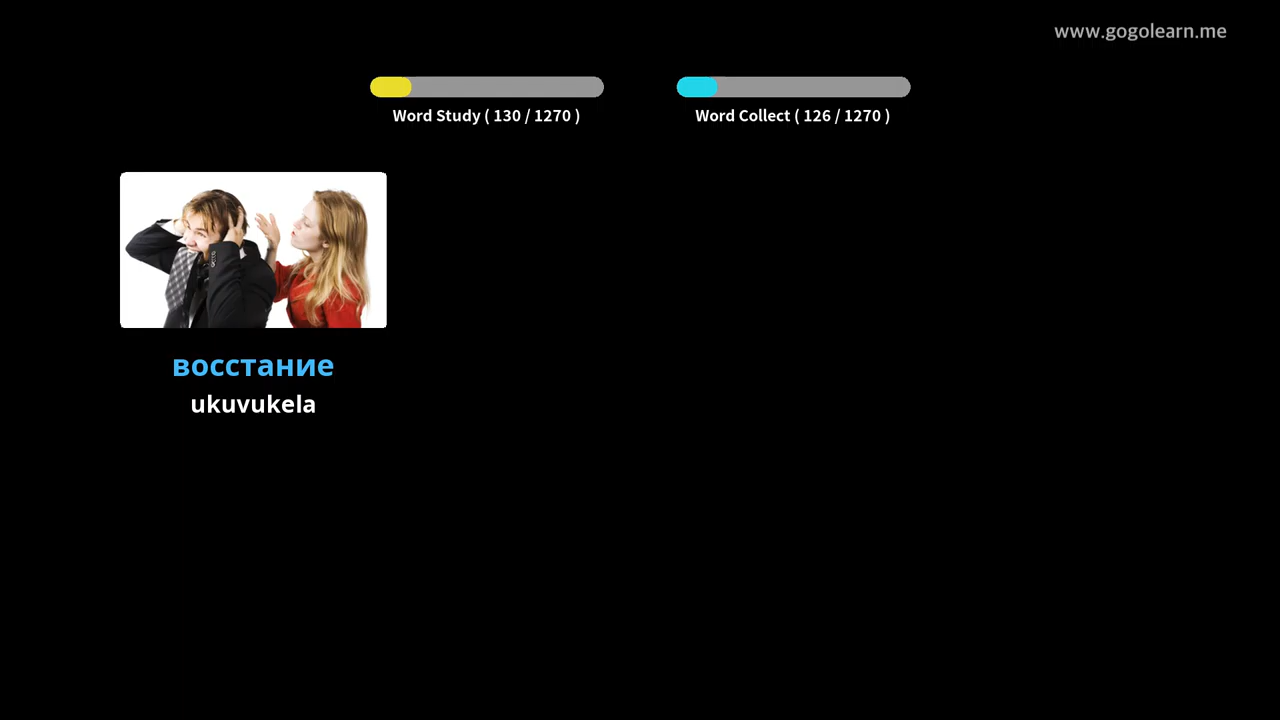 www.gogolearn.me
Word Study ( 130 / 1270 )
Word Collect ( 126 / 1270 )
восстание
ukuvukela